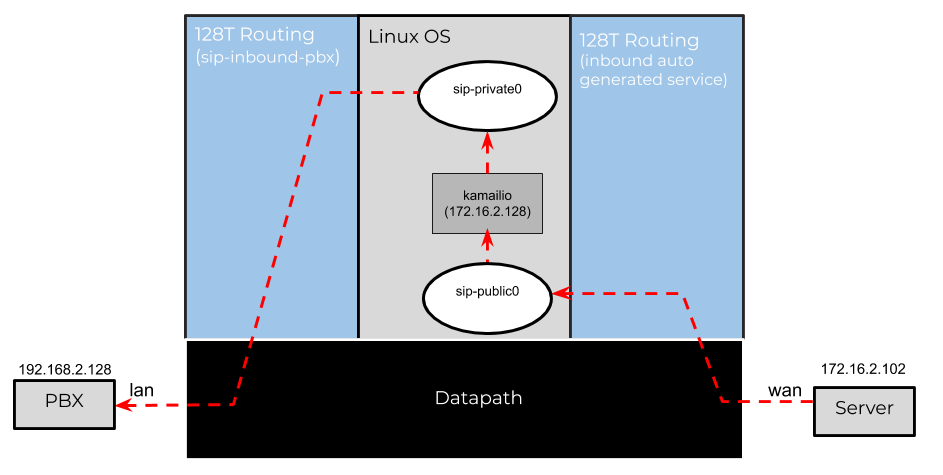 128T Routing
(sip-inbound-pbx)
Linux OS
128T Routing
(inbound auto
generated service)
sip-private0
kamailio
(172.16.2.128)
sip-public0
192.168.2.128
PBX
lan
Datapath
wan
172.16.2.102
Server